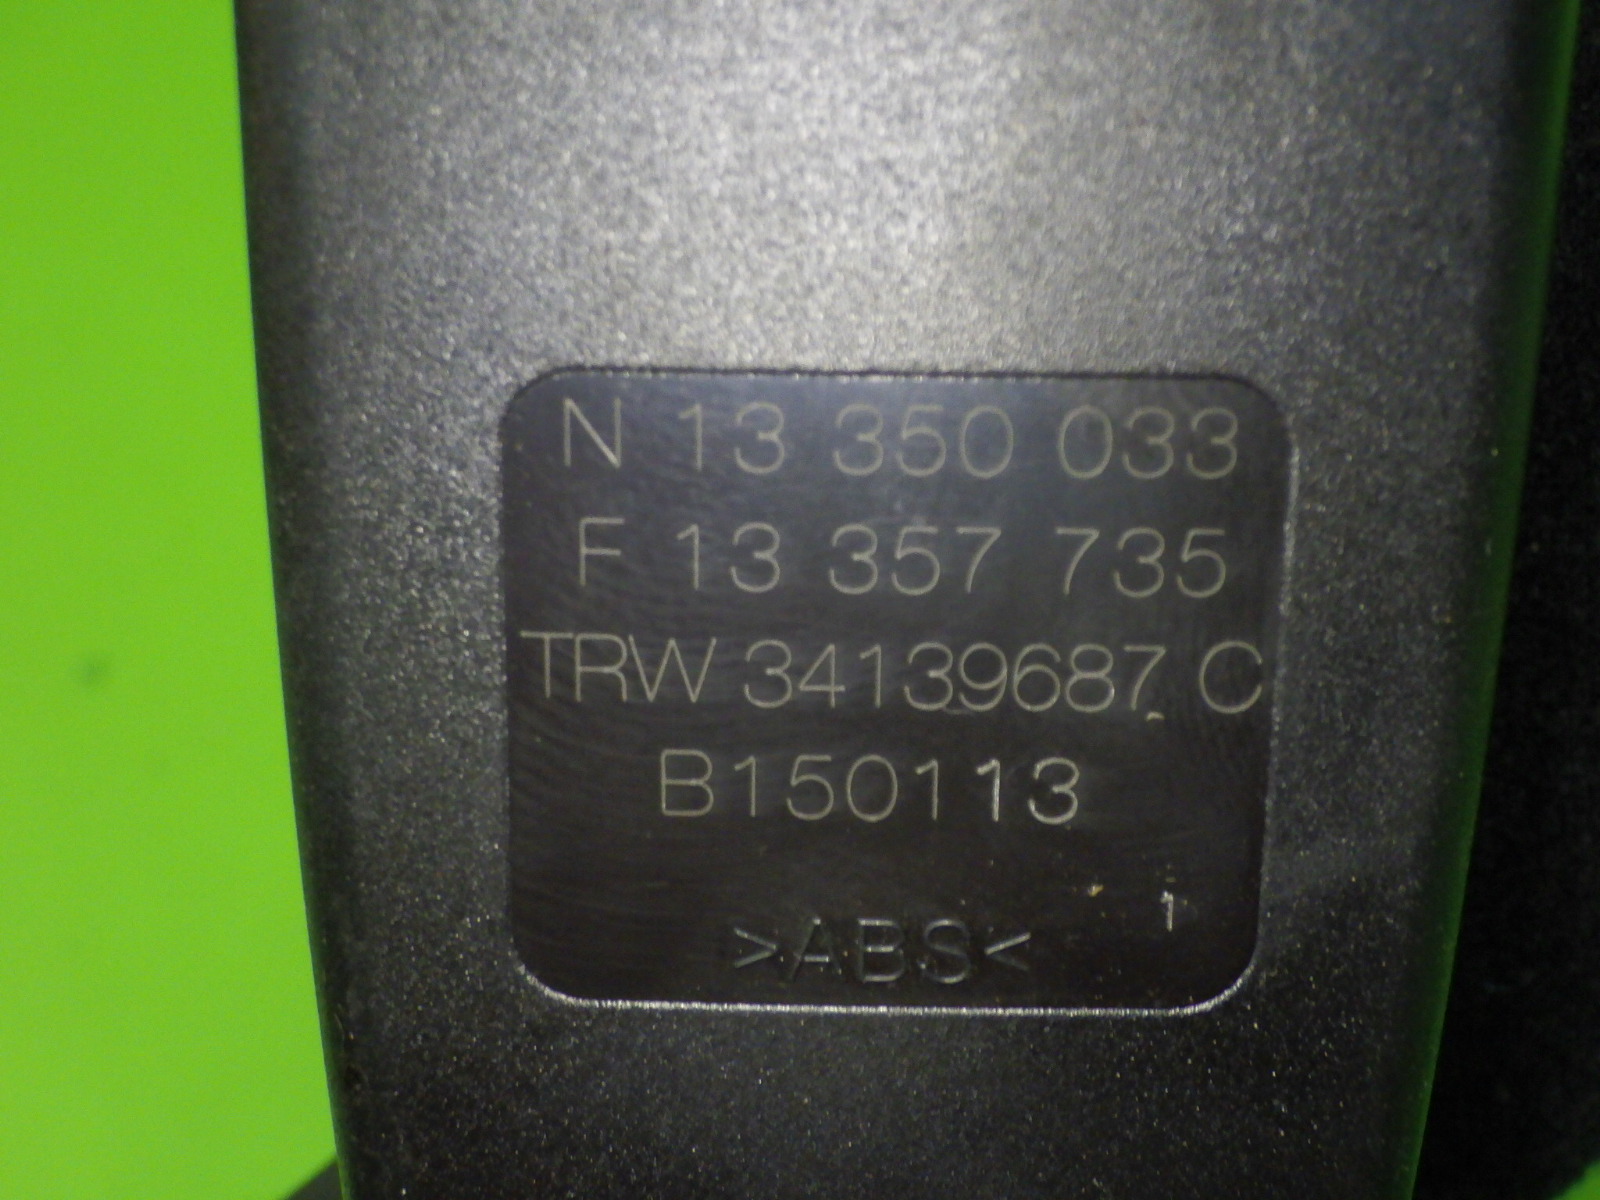 N 13 350 033
F 13 357 735
TRW 34139687 C
B150113
1
>ABS<